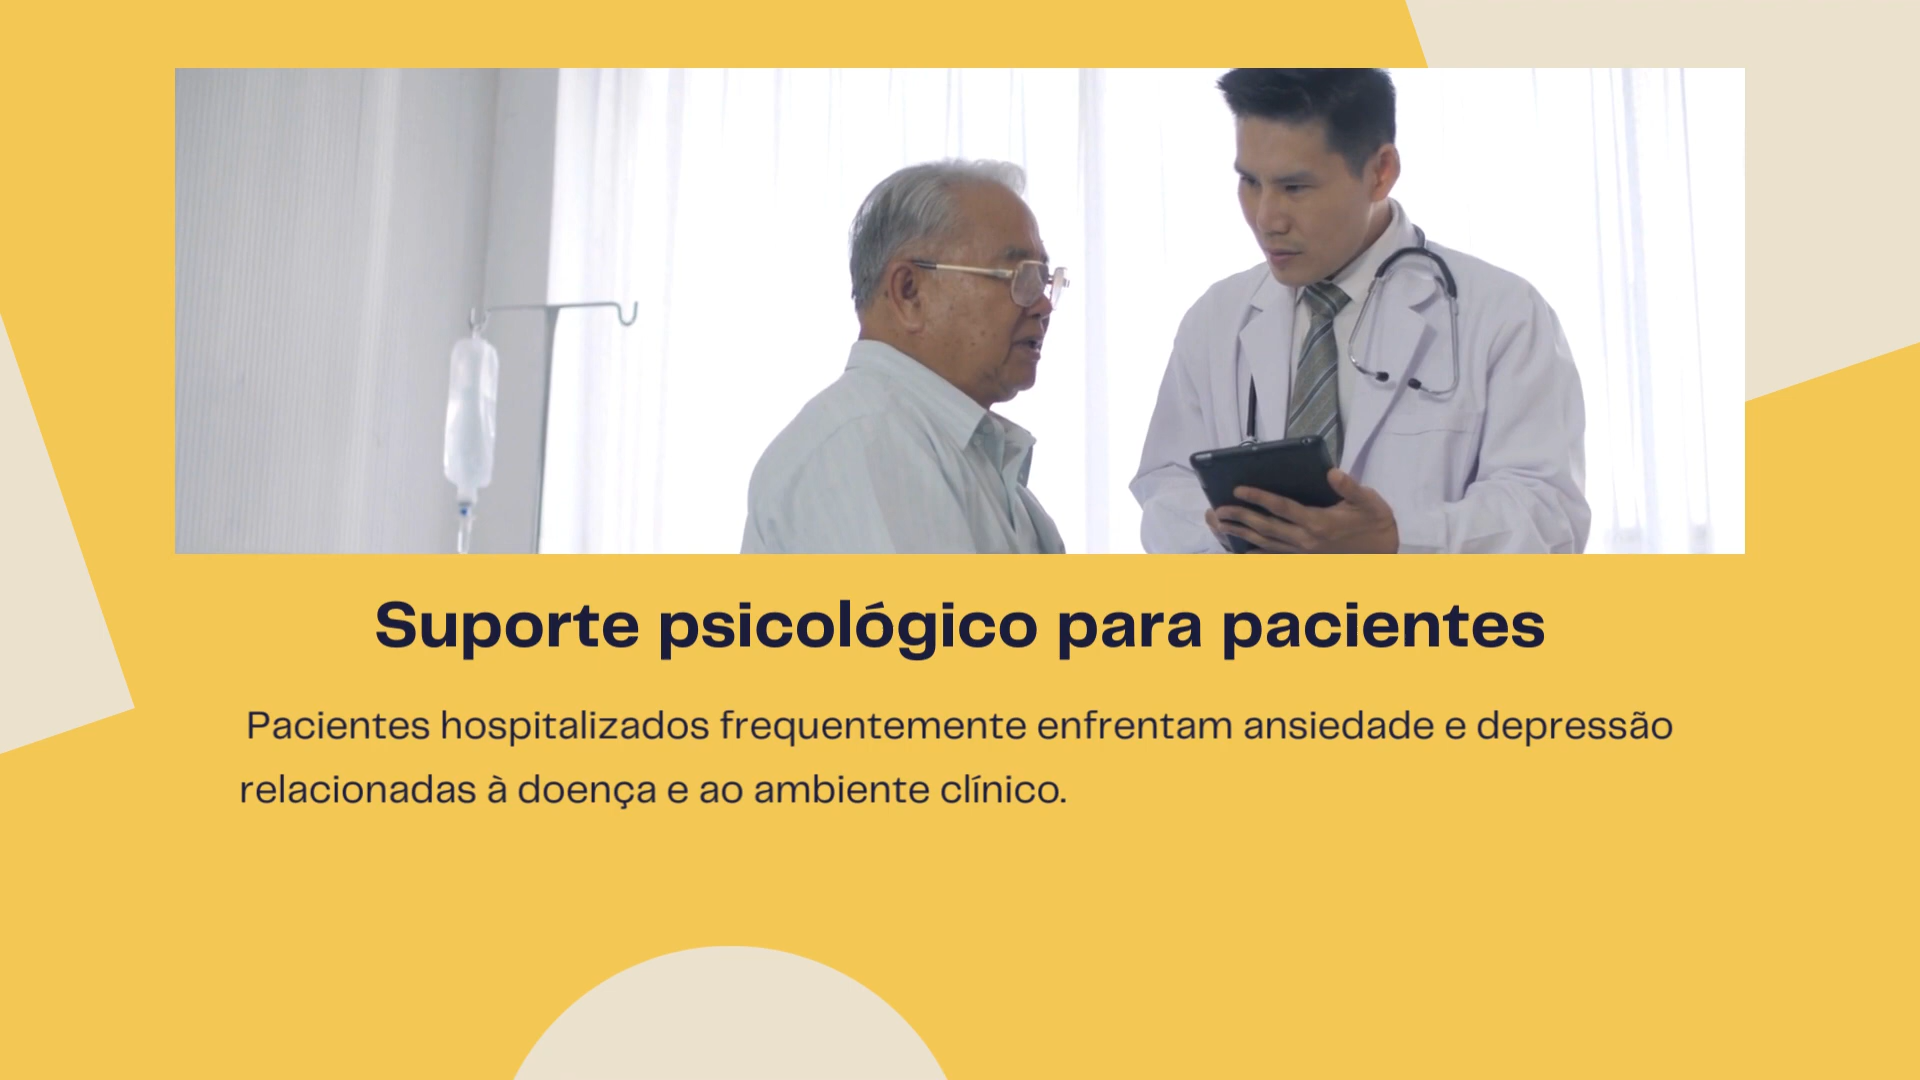 Suporte psicológico para pacientes
Pacientes hospitalizados frequentemente enfrentam ansiedade e depressão
relacionadas à doença e ao ambiente clínico.